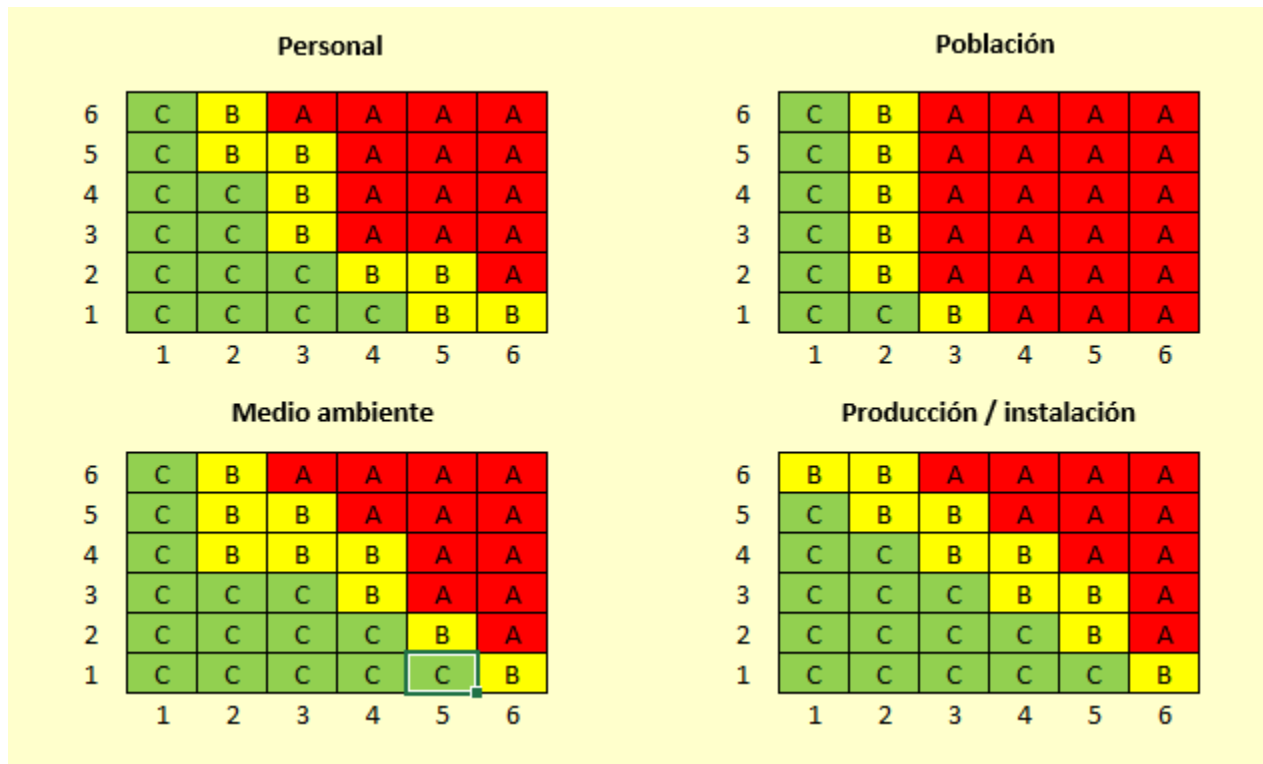 Personal
6 C B A A A A
5 C B B A A A
4 C C B A A A
3 C C B A A A
2 C C C B B A
1 C C C C B B
1 2 3 4 5 6
Población
6 C B A A A A
5 C B A A A A
4 C B A A A A
3 C B A A A A
2 C B A A A A
1 C C B A A A
1 2 3 4 5 6
Medio ambiente
6 C B A A A A
5 C B B A A A
4 C B B B A A
3 C C C B A A
2 C C C C B A
1 C C C C C B
1 2 3 4 5 6
Producción / instalación
6 B B A A A A
5 C B B A A A
4 C C B B A A
3 C C C B B A
2 C C C C B A
1 C C C C C B
1 2 3 4 5 6